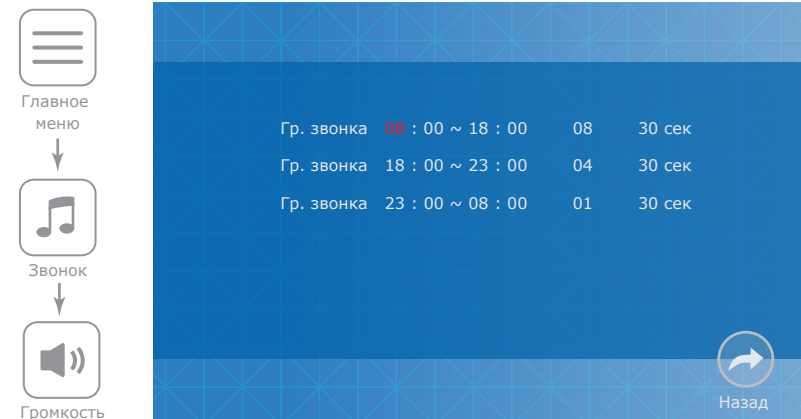 Главное
меню
Звонок
Громкость
Гр. звонка 08 : 00 ~ 18 : 00 08 30 сек
Гр. звонка 18 : 00 ~ 23 : 00 04 30 сек
Гр. звонка 23 : 00 ~ 08 : 00 01 30 сек
Назад